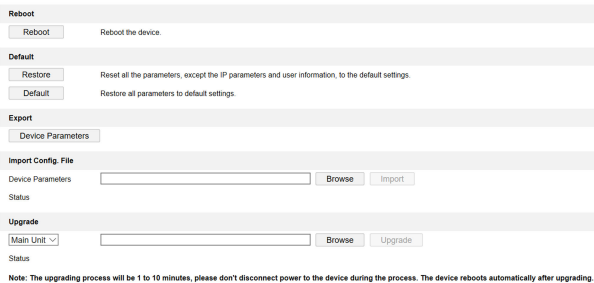 Reboot
Reboot Reboot the device.
Default
Restore Reset all the parameters, except the IP parameters and user information, to the default settings.
Default Restore all parameters to default settings.
Export
Device Parameters
Import Config. File
Device Parameters Browse Import
Status
Upgrade
Main Unit Browse Upgrade
Status
Note: The upgrading process will be 1 to 10 minutes, please don't disconnect power to the device during the process. The device reboots automatically after upgrading.